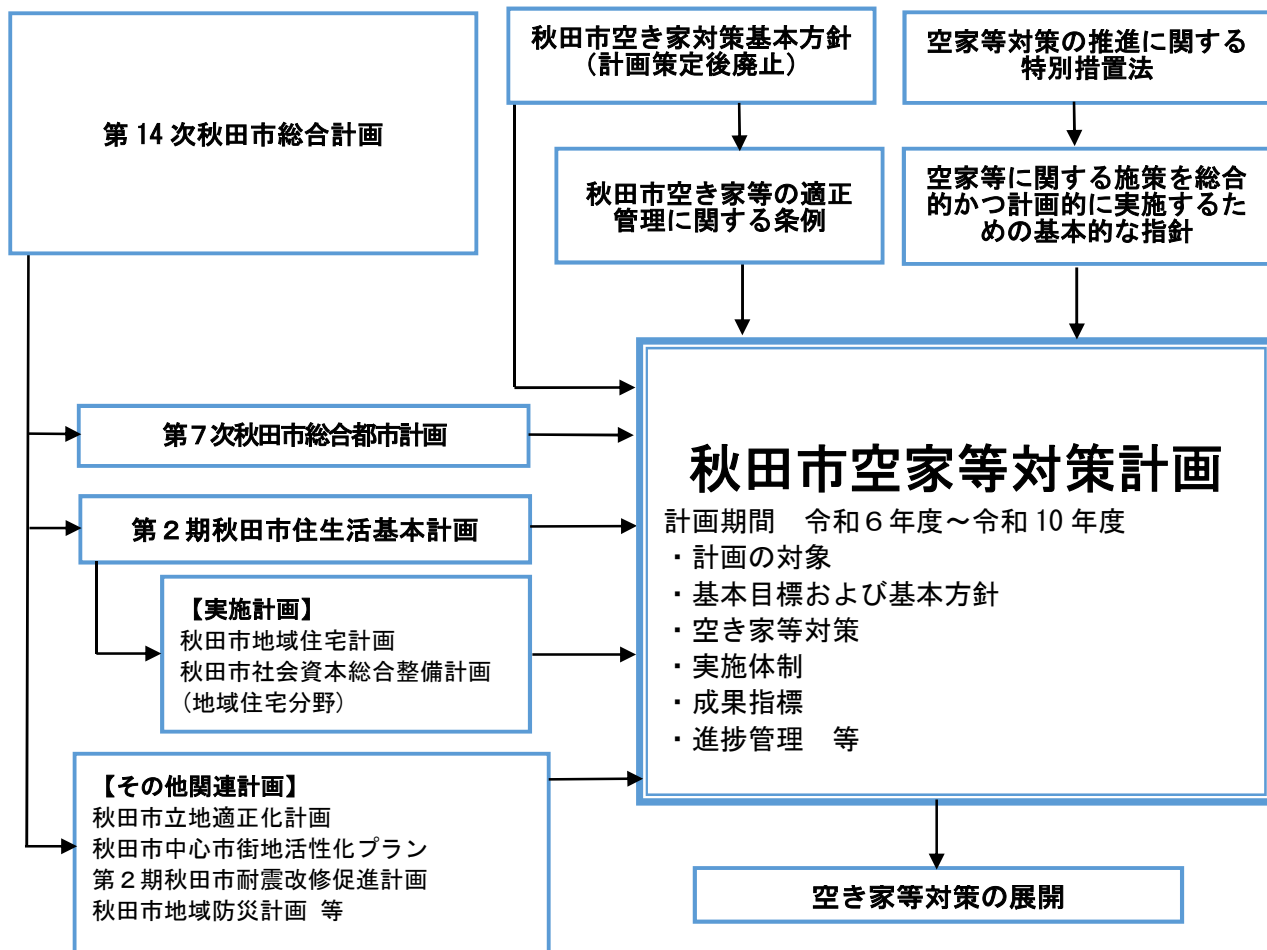 第14次秋田市総合計画
秋田市空き家対策基本方針
（計画策定後廃止）
空家等対策の推進に関する
特別措置法
秋田市空き家等の適正
管理に関する条例
空家等に関する施策を総合
的かつ計画的に実施するた
めの基本的な指針
第７次秋田市総合都市計画
第２期秋田市住生活基本計画
【実施計画】
秋田市地域住宅計画
秋田市社会資本総合整備計画
(地域住宅分野)
【その他関連計画】
秋田市立地適正化計画
秋田市中心市街地活性化プラン
第２期秋田市耐震改修促進計画
秋田市地域防災計画 等
秋田市空家等対策計画
計画期間　令和６年度～令和10年度
・計画の対象
・基本目標および基本方針
・空き家等対策
・実施体制
・成果指標
・進捗管理　等
空き家等対策の展開